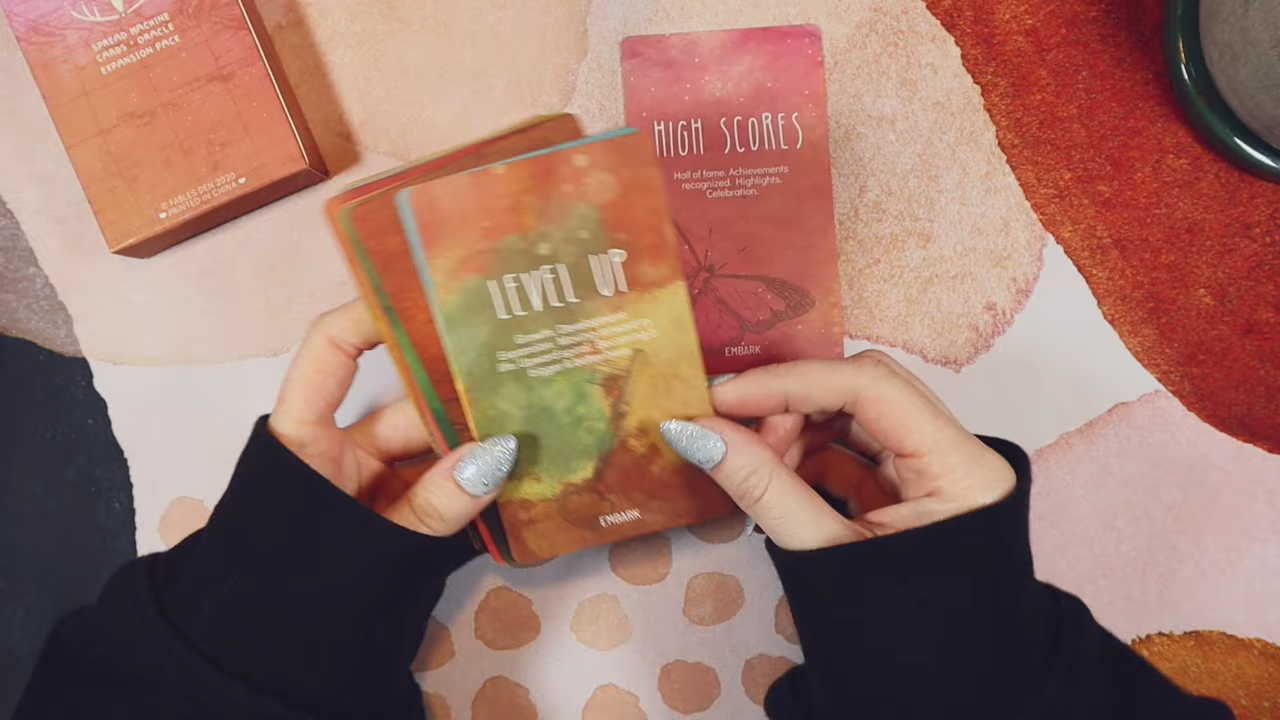 SPREAD MACHINE
CARDS + ORACLE
EXPANSION PACK
© FABLES DEN 2020
♥PRINTED IN CHINA♥
HIGH SCORES
Hall of fame. Achievements
recognized. Highlights.
Celebration.
EMBARK
LEVEL UP
EMBARK